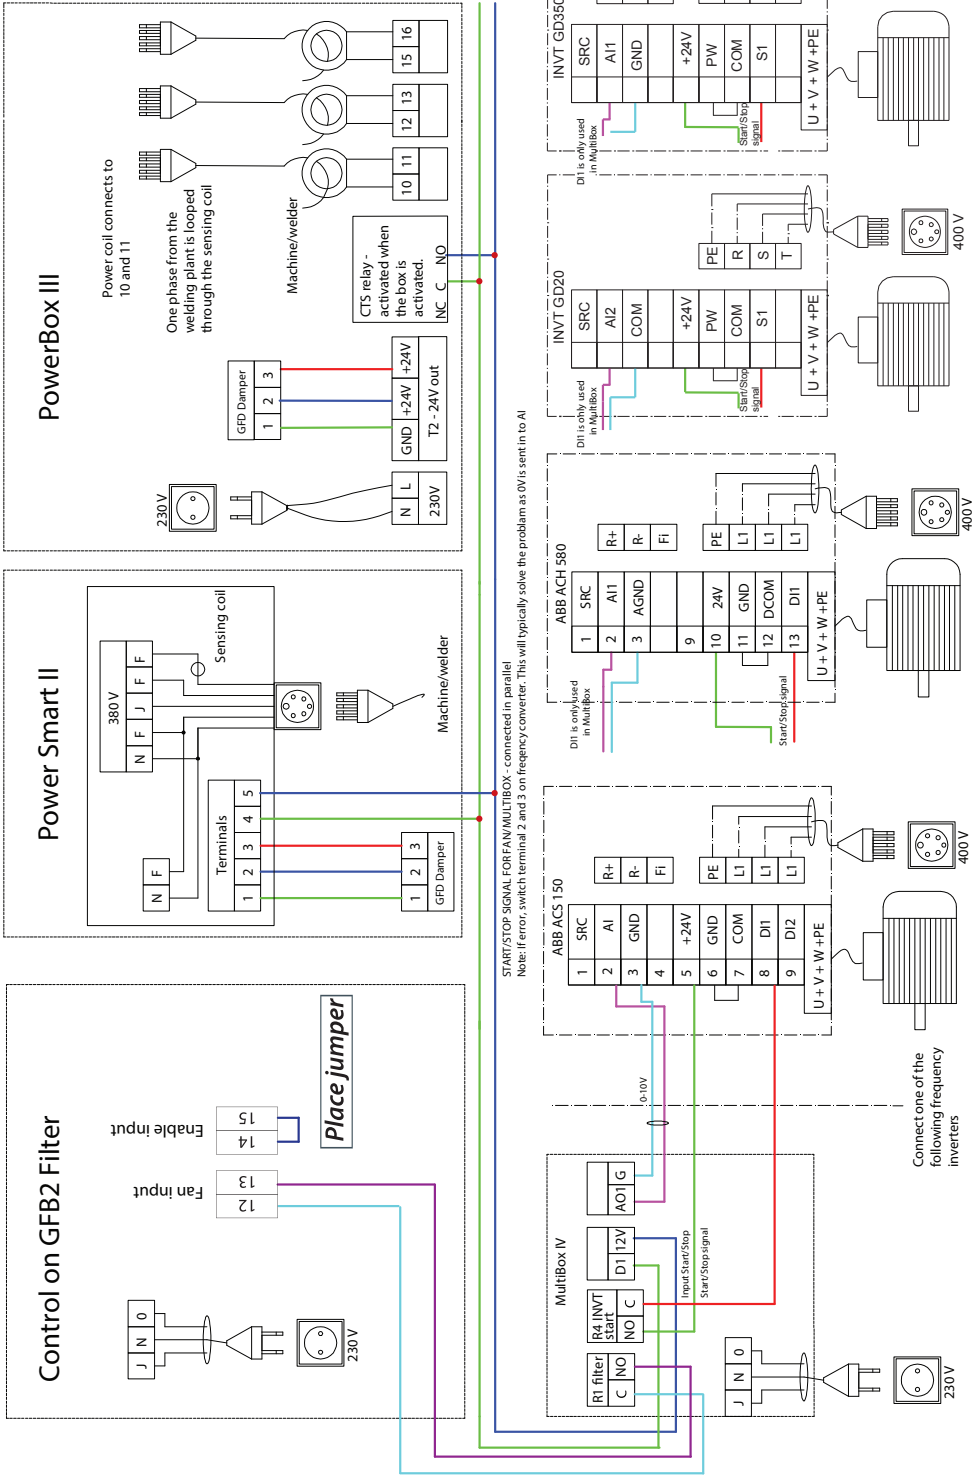 Control on GFB2 Filter
J N 0
230 V
Fan input
12 13
Enable input
14 15
Place jumper
Power Smart II
N F
380 V
N F J F F
Sensing coil
Terminals
1 2 3 4 5
1 2 3
GFD Damper
Machine/welder
PowerBox III
230 V
N L
230V
GFD Damper
1 2 3
GND +24V +24V
T2 - 24V out
Power coil connects to
10 and 11
One phase from the
welding plant is looped
through the sensing coil
Machine/welder
CTS relay -
activated when
the box is
activated.
NC C NO
10 11
12 13
15 16
START/STOP SIGNAL FOR FAN/MULTIBOX - connected in parallel
Note: If error, switch terminal 2 and 3 on freqency converter. This will typically solve the problam as 0V is sent in to AI
MultiBox IV
R1 filter
C NO
R4 INVT
start
NO C
D1 12V
AO1 G
Input Start/Stop
Start/Stop signal
J N 0
230 V
0-10V
Connect one of the
following frequency
inverters
ABB ACS 150
1 SRC
2 AI
3 GND
4
5 +24V
6 GND
7 COM
8 DI1
9 DI2
U + V + W +PE
R+
R-
Fi
PE
L1
L1
L1
400 V
ABB ACH 580
DI1 is only used
in MultiBox
1 SRC
2 AI1
3 AGND
9
10 24V
11 GND
12 DCOM
13 DI1
U + V + W +PE
Start/Stop signal
R+
R-
Fi
PE
L1
L1
L1
400 V
INVT GD20
DI1 is only used
in MultiBox
SRC
AI2
COM
+24V
PW
COM
S1
U + V + W +PE
Start/Stop
signal
PE
R
S
T
400 V
INVT GD350
DI1 is only used
in MultiBox
SRC
AI1
GND
+24V
PW
COM
S1
U + V + W +PE
Start/Stop
signal